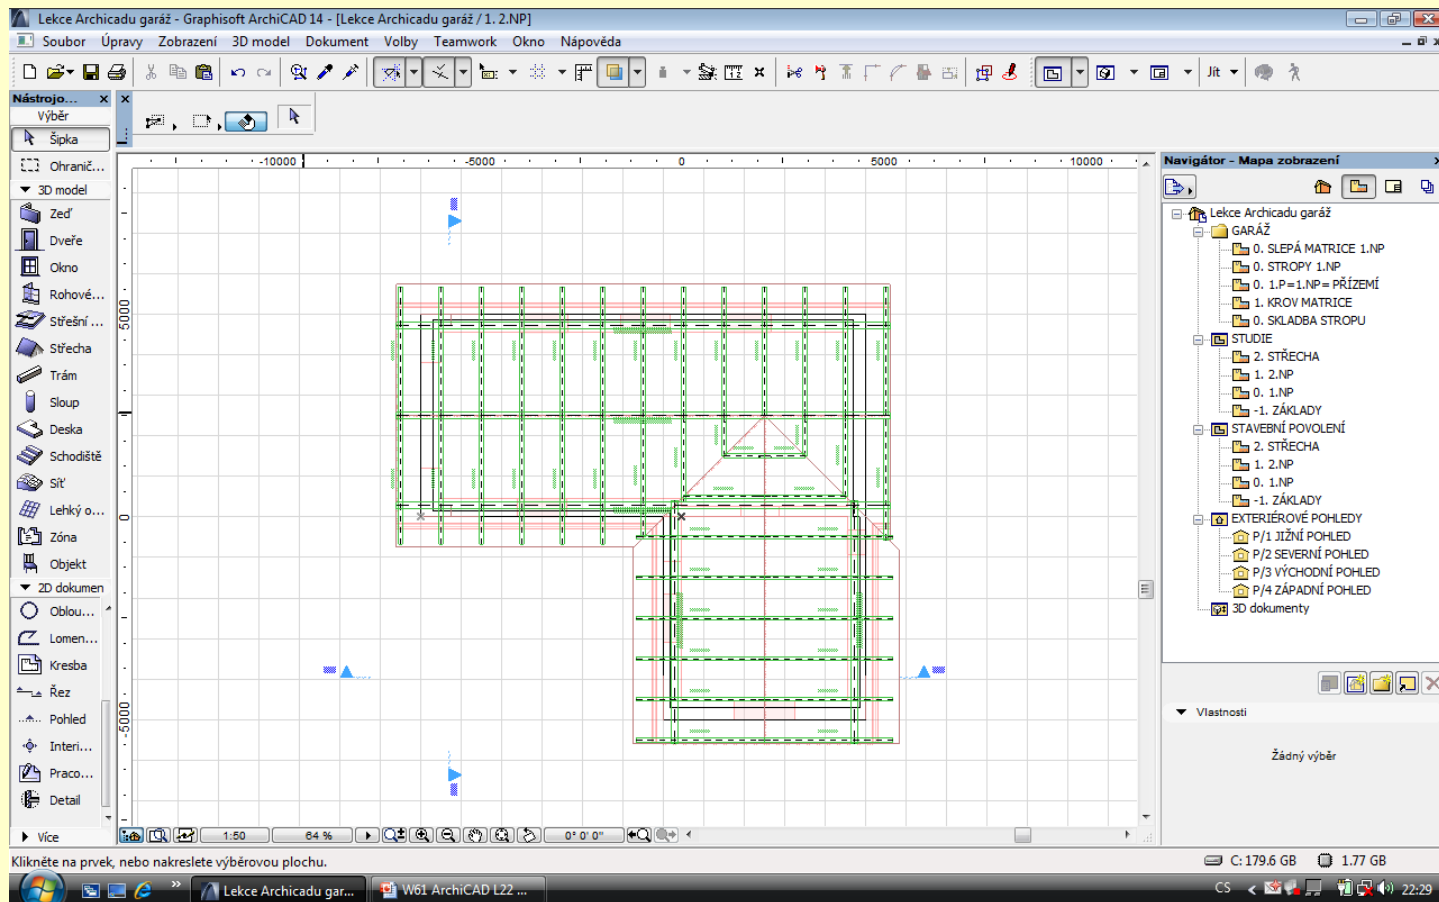 Lekce Archicadu garáž - Graphisoft ArchiCAD 14 - [Lekce Archicadu garáž / 1. 2.NP]
Soubor Úpravy Zobrazení 3D model Dokument Volby Teamwork Okno Nápověda
Jít
Nástrojo...
Výběr
Šipka
Ohranič...
3D model
Zeď
Dveře
Okno
Rohové...
Střešní ...
Střecha
Trám
Sloup
Deska
Schodiště
Síť
Lehký o...
Zóna
Objekt
2D dokumen
Oblou...
Lomen...
Kresba
Řez
Pohled
Interi...
Praco...
Detail
Více
-10000 -5000 0 5000 10000
5000
0
-5000
1:50 64 % 0° 0' 0"
Navigátor - Mapa zobrazení
Lekce Archicadu garáž
GARÁŽ
0. SLEPÁ MATRICE 1.NP
0. STROPY 1.NP
0. 1.P=1.NP= PŘÍZEMÍ
1. KROV MATRICE
0. SKLADBA STROPU
STUDIE
2. STŘECHA
1. 2.NP
0. 1.NP
-1. ZÁKLADY
STAVEBNÍ POVOLENÍ
2. STŘECHA
1. 2.NP
0. 1.NP
-1. ZÁKLADY
EXTERIÉROVÉ POHLEDY
P/1 JIŽNÍ POHLED
P/2 SEVERNÍ POHLED
P/3 VÝCHODNÍ POHLED
P/4 ZÁPADNÍ POHLED
3D dokumenty
Vlastnosti
Žádný výběr
Klikněte na prvek, nebo nakreslete výběrovou plochu.
C: 179.6 GB 1.77 GB
Lekce Archicadu gar... W61 ArchiCAD L22 ... CS 22:29